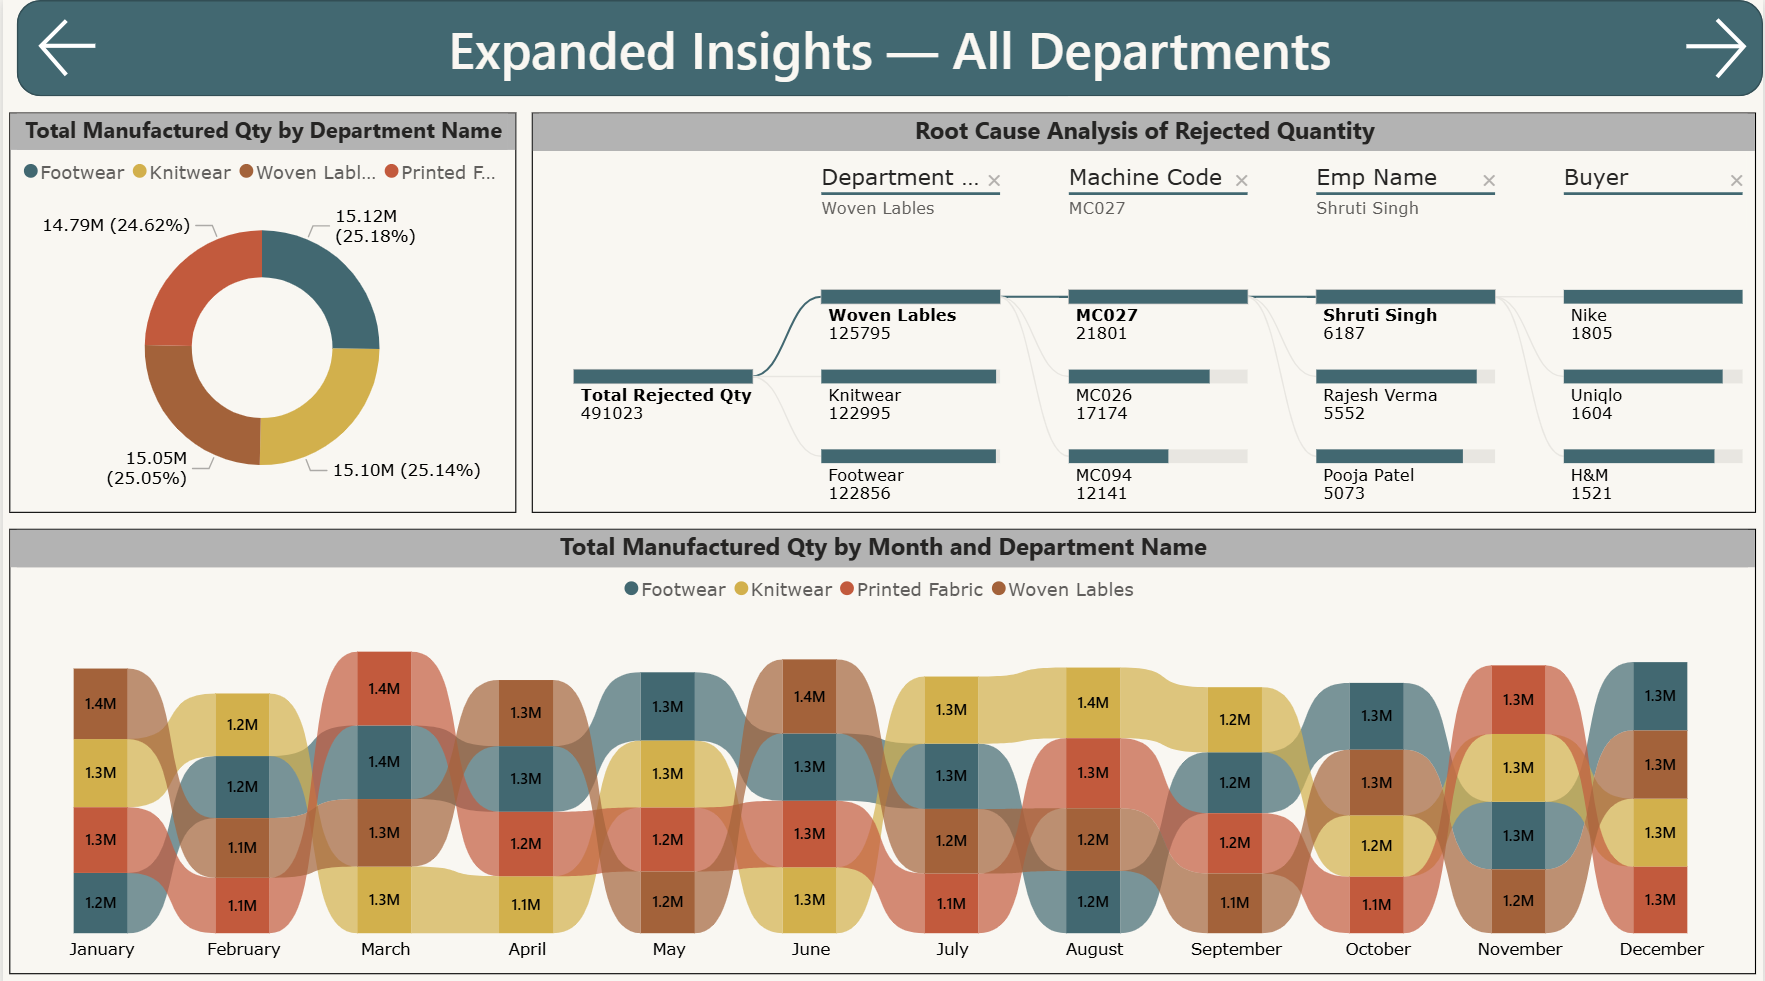 Expanded Insights — All Departments
Total Manufactured Qty by Department Name
Footwear Knitwear Woven Labl... Printed F...
14.79M (24.62%)
15.12M
(25.18%)
15.05M
(25.05%)
15.10M (25.14%)
Root Cause Analysis of Rejected Quantity
Department ... × Machine Code × Emp Name × Buyer ×
Woven Lables MC027 Shruti Singh
Total Rejected Qty
491023
Woven Lables
125795
Knitwear
122995
Footwear
122856
MC027
21801
MC026
17174
MC094
12141
Shruti Singh
6187
Rajesh Verma
5552
Pooja Patel
5073
Nike
1805
Uniqlo
1604
H&M
1521
Total Manufactured Qty by Month and Department Name
Footwear Knitwear Printed Fabric Woven Lables
1.4M
1.3M
1.3M
1.2M
January
1.2M
1.2M
1.1M
1.1M
February
1.4M
1.4M
1.3M
1.3M
March
1.3M
1.3M
1.2M
1.1M
April
1.3M
1.3M
1.2M
1.2M
May
1.4M
1.3M
1.3M
1.3M
June
1.3M
1.3M
1.2M
1.1M
July
1.4M
1.3M
1.2M
1.2M
August
1.2M
1.2M
1.2M
1.1M
September
1.3M
1.3M
1.2M
1.1M
October
1.3M
1.3M
1.3M
1.2M
November
1.3M
1.3M
1.3M
1.3M
December